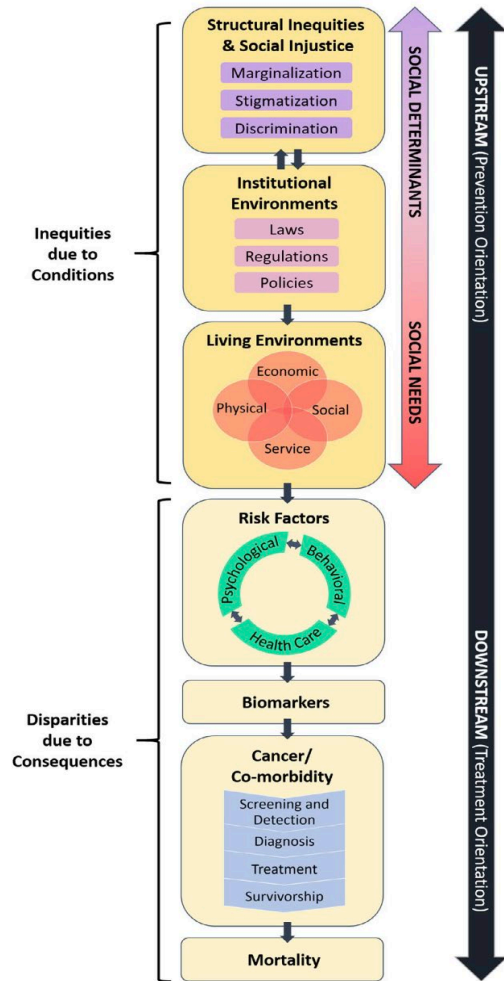 Structural Inequities
& Social Injustice
Marginalization
Stigmatization
Discrimination
Institutional
Environments
Laws
Regulations
Policies
Inequities
due to
Conditions
Living Environments
Economic
Physical
Social
Service
SOCIAL DETERMINANTS
SOCIAL NEEDS
UPSTREAM (Prevention Orientation)
Risk Factors
Psychological
Behavioral
Health Care
Biomarkers
Disparities
due to
Consequences
Cancer/
Co-morbidity
Screening and
Detection
Diagnosis
Treatment
Survivorship
Mortality
DOWNSTREAM (Treatment Orientation)